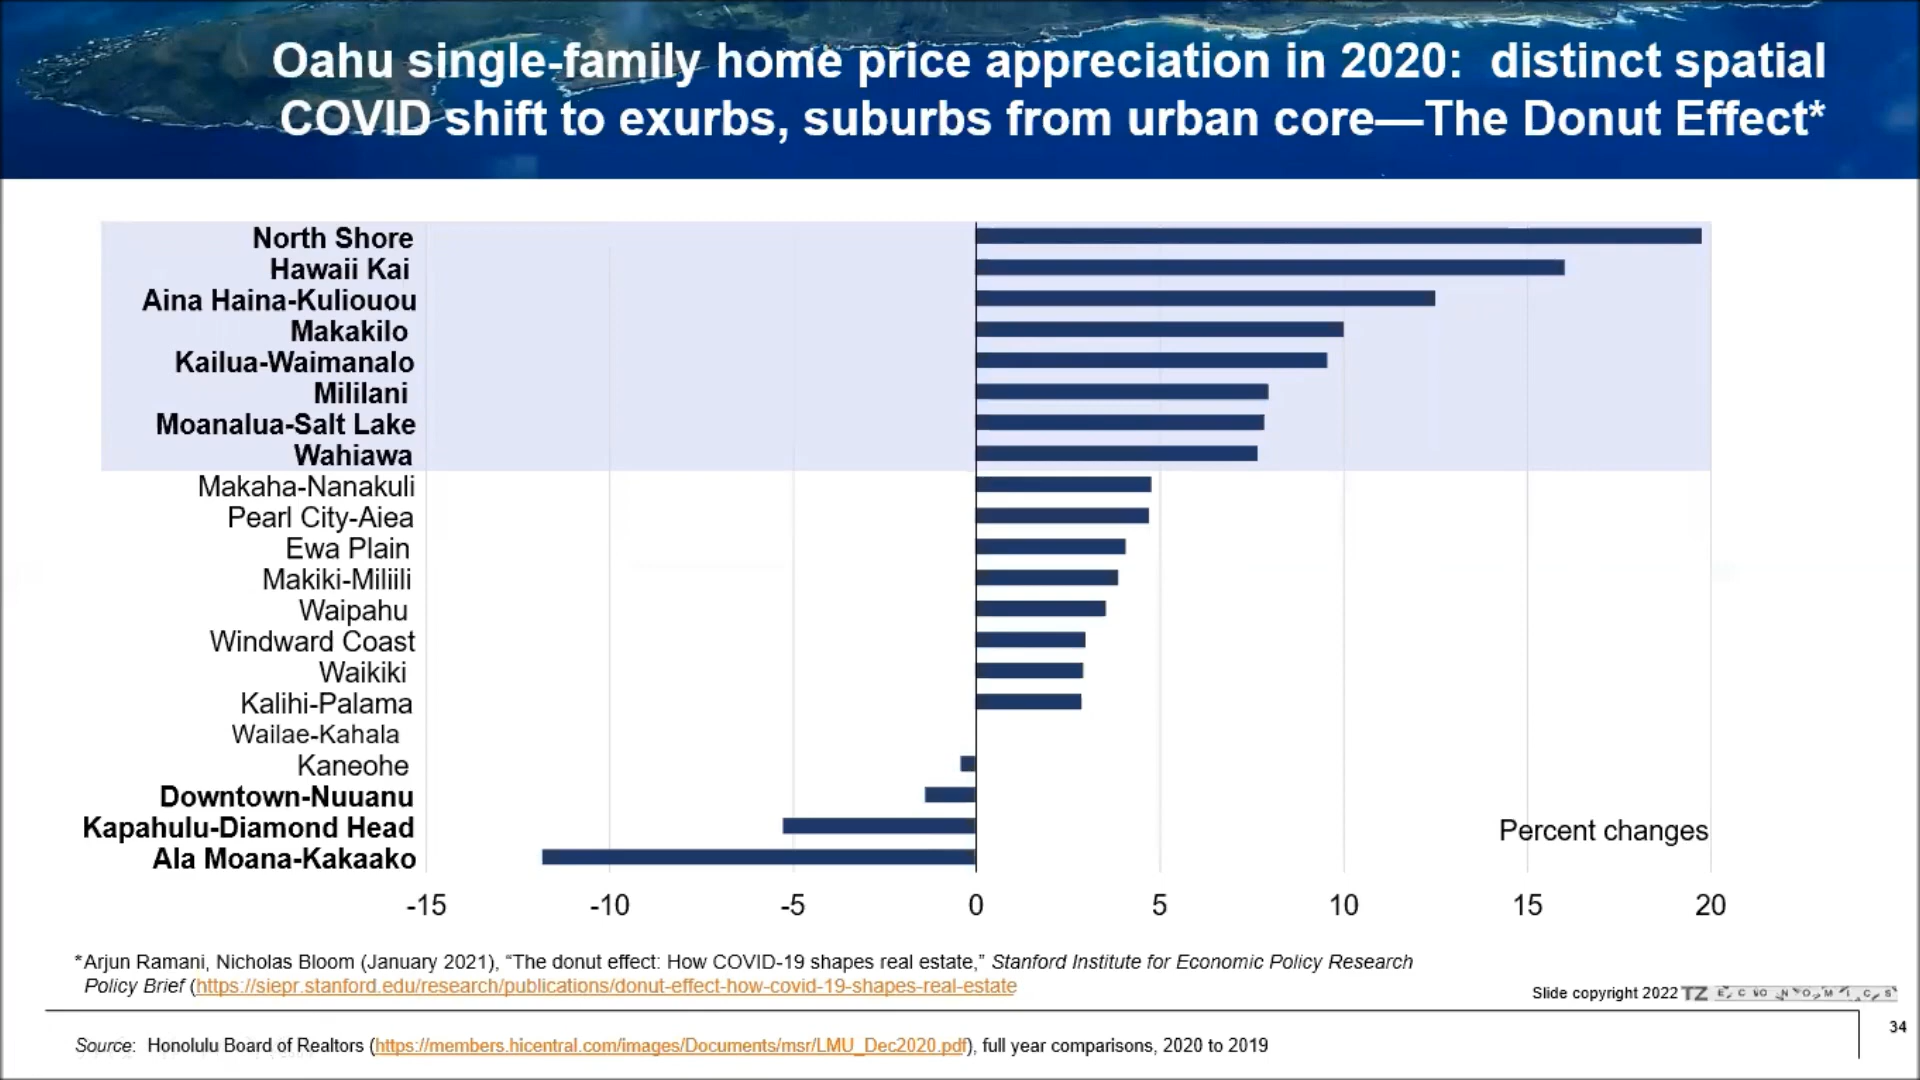 Oahu single-family home price appreciation in 2020: distinct spatial
COVID shift to exurbs, suburbs from urban core—The Donut Effect*
North Shore
Hawaii Kai
Aina Haina-Kuliouou
Makakilo
Kailua-Waimanalo
Mililani
Moanalua-Salt Lake
Wahiawa
Makaha-Nanakuli
Pearl City-Aiea
Ewa Plain
Makiki-Miliili
Waipahu
Windward Coast
Waikiki
Kalihi-Palama
Wailae-Kahala
Kaneohe
Downtown-Nuuanu
Kapahulu-Diamond Head
Ala Moana-Kakaako
Percent changes
-15 -10 -5 0 5 10 15 20
*Arjun Ramani, Nicholas Bloom (January 2021), “The donut effect: How COVID-19 shapes real estate,” Stanford Institute for Economic Policy Research
Policy Brief (https://siepr.stanford.edu/research/publications/donut-effect-how-covid-19-shapes-real-estate
Slide copyright 2022 TZ ECONOMICS
34
Source: Honolulu Board of Realtors (https://members.hicentral.com/images/Documents/msr/LMU_Dec2020.pdf), full year comparisons, 2020 to 2019